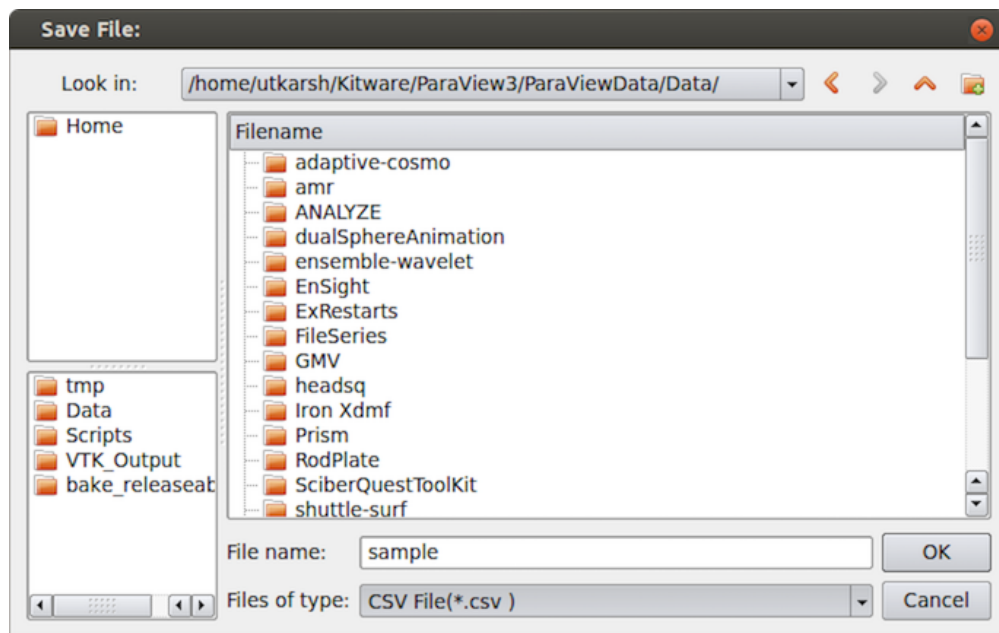 Save File:
Look in: /home/utkarsh/Kitware/ParaView3/ParaViewData/Data/
Home
tmp
Data
Scripts
VTK_Output
bake_releaseab
Filename
adaptive-cosmo
amr
ANALYZE
dualSphereAnimation
ensemble-wavelet
EnSight
ExRestarts
FileSeries
GMV
headsq
Iron Xdmf
Prism
RodPlate
SciberQuestToolKit
shuttle-surf
File name: sample OK
Files of type: CSV File(*.csv ) Cancel